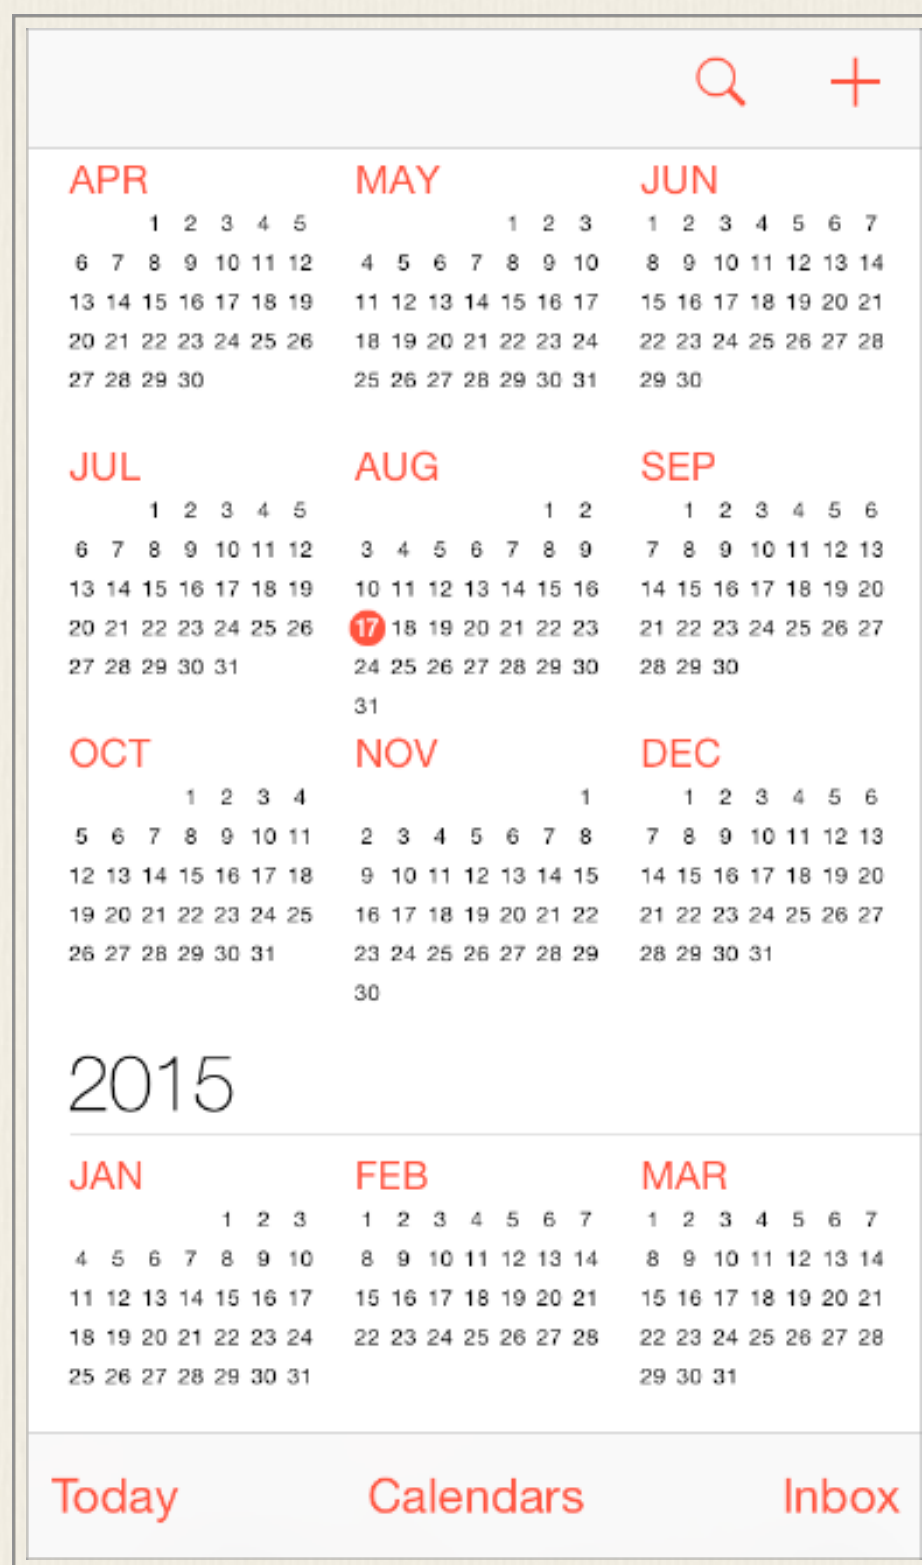 APR MAY JUN
1 2 3 4 5 1 2 3 1 2 3 4 5 6 7
6 7 8 9 10 11 12 4 5 6 7 8 9 10 8 9 10 11 12 13 14
13 14 15 16 17 18 19 11 12 13 14 15 16 17 15 16 17 18 19 20 21
20 21 22 23 24 25 26 18 19 20 21 22 23 24 22 23 24 25 26 27 28
27 28 29 30 25 26 27 28 29 30 31 29 30
JUL AUG SEP
1 2 3 4 5 1 2 1 2 3 4 5 6
6 7 8 9 10 11 12 3 4 5 6 7 8 9 7 8 9 10 11 12 13
13 14 15 16 17 18 19 10 11 12 13 14 15 16 14 15 16 17 18 19 20
20 21 22 23 24 25 26 17 18 19 20 21 22 23 21 22 23 24 25 26 27
27 28 29 30 31 24 25 26 27 28 29 30 28 29 30
31
OCT NOV DEC
1 2 3 4 1 1 2 3 4 5 6
5 6 7 8 9 10 11 2 3 4 5 6 7 8 7 8 9 10 11 12 13
12 13 14 15 16 17 18 9 10 11 12 13 14 15 14 15 16 17 18 19 20
19 20 21 22 23 24 25 16 17 18 19 20 21 22 21 22 23 24 25 26 27
26 27 28 29 30 31 23 24 25 26 27 28 29 28 29 30 31
30
2015
JAN FEB MAR
1 2 3 1 2 3 4 5 6 7 1 2 3 4 5 6 7
4 5 6 7 8 9 10 8 9 10 11 12 13 14 8 9 10 11 12 13 14
11 12 13 14 15 16 17 15 16 17 18 19 20 21 15 16 17 18 19 20 21
18 19 20 21 22 23 24 22 23 24 25 26 27 28 22 23 24 25 26 27 28
25 26 27 28 29 30 31 29 30 31
Today Calendars Inbox